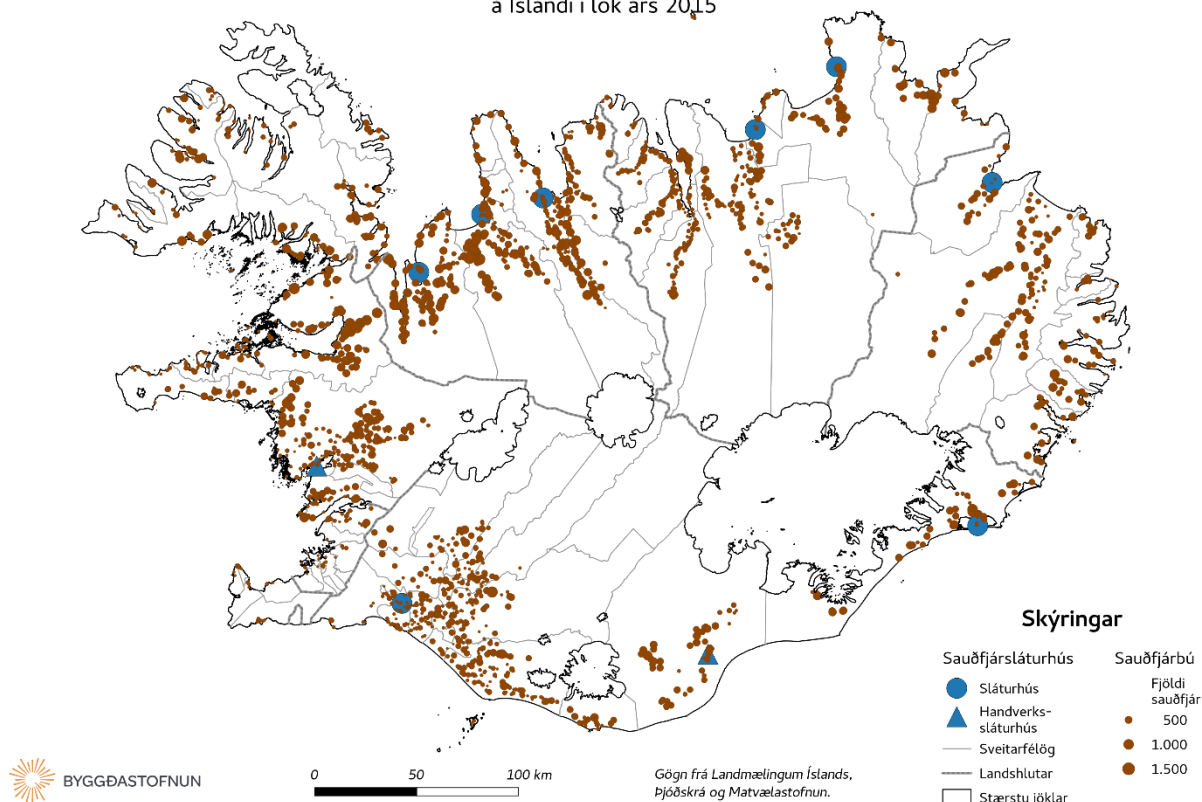 á Íslandi í lok árs 2015
Skýringar
Sauðfjársláturhús
Sláturhús
Handverks-
sláturhús
Sveitarfélög
Landshlutar
Stærstu jöklar
Sauðfjárbú
Fjöldi
sauðfjár
500
1.000
1.500
BYGGÐASTOFNUN
0 50 100 km
Gögn frá Landmælingum Íslands,
Þjóðskrá og Matvælastofnun.